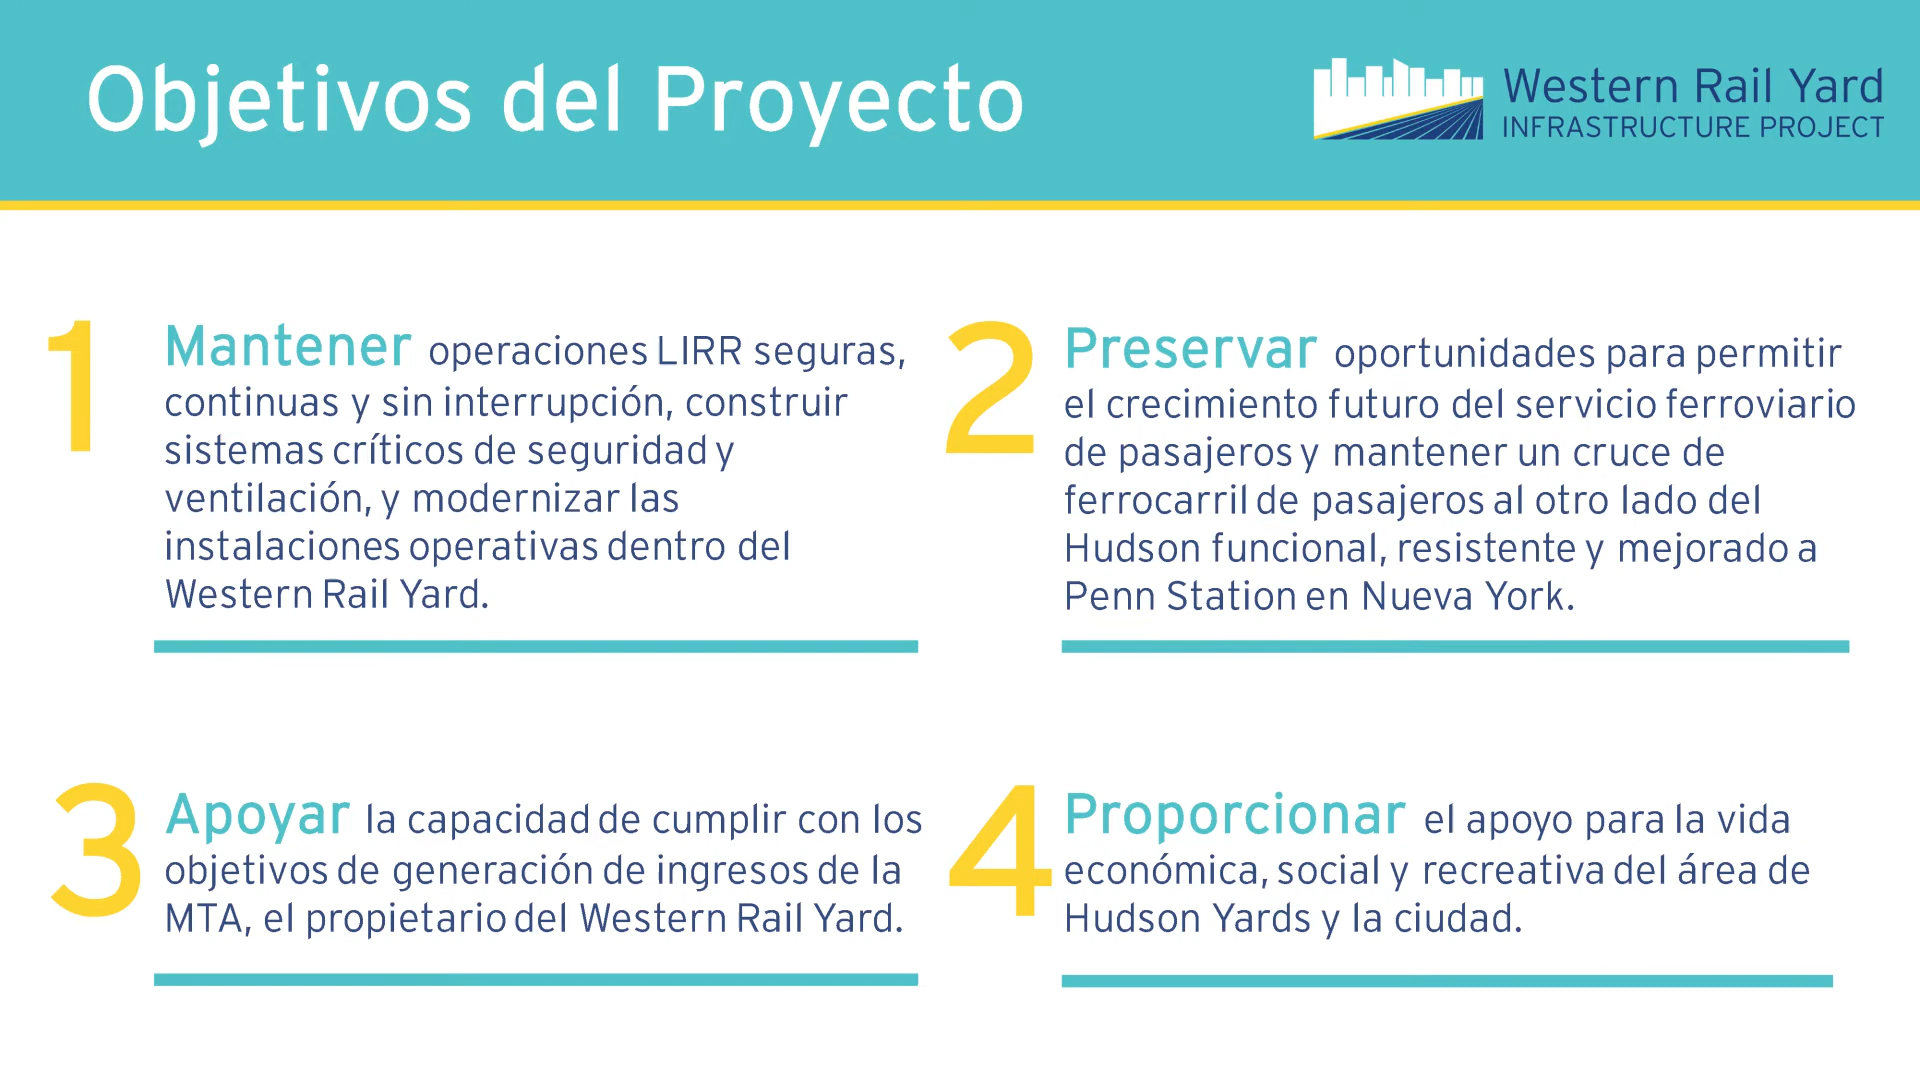 Objetivos del Proyecto
Western Rail Yard
INFRASTRUCTURE PROJECT
1
Mantener operaciones LIRR seguras,
continuas y sin interrupción, construir
sistemas críticos de seguridad y
ventilación, y modernizar las
instalaciones operativas dentro del
Western Rail Yard.
2
Preservar oportunidades para permitir
el crecimiento futuro del servicio ferroviario
de pasajeros y mantener un cruce de
ferrocarril de pasajeros al otro lado del
Hudson funcional, resistente y mejorado a
Penn Station en Nueva York.
3
Apoyar la capacidad de cumplir con los
objetivos de generación de ingresos de la
MTA, el propietario del Western Rail Yard.
4
Proporcionar el apoyo para la vida
económica, social y recreativa del área de
Hudson Yards y la ciudad.